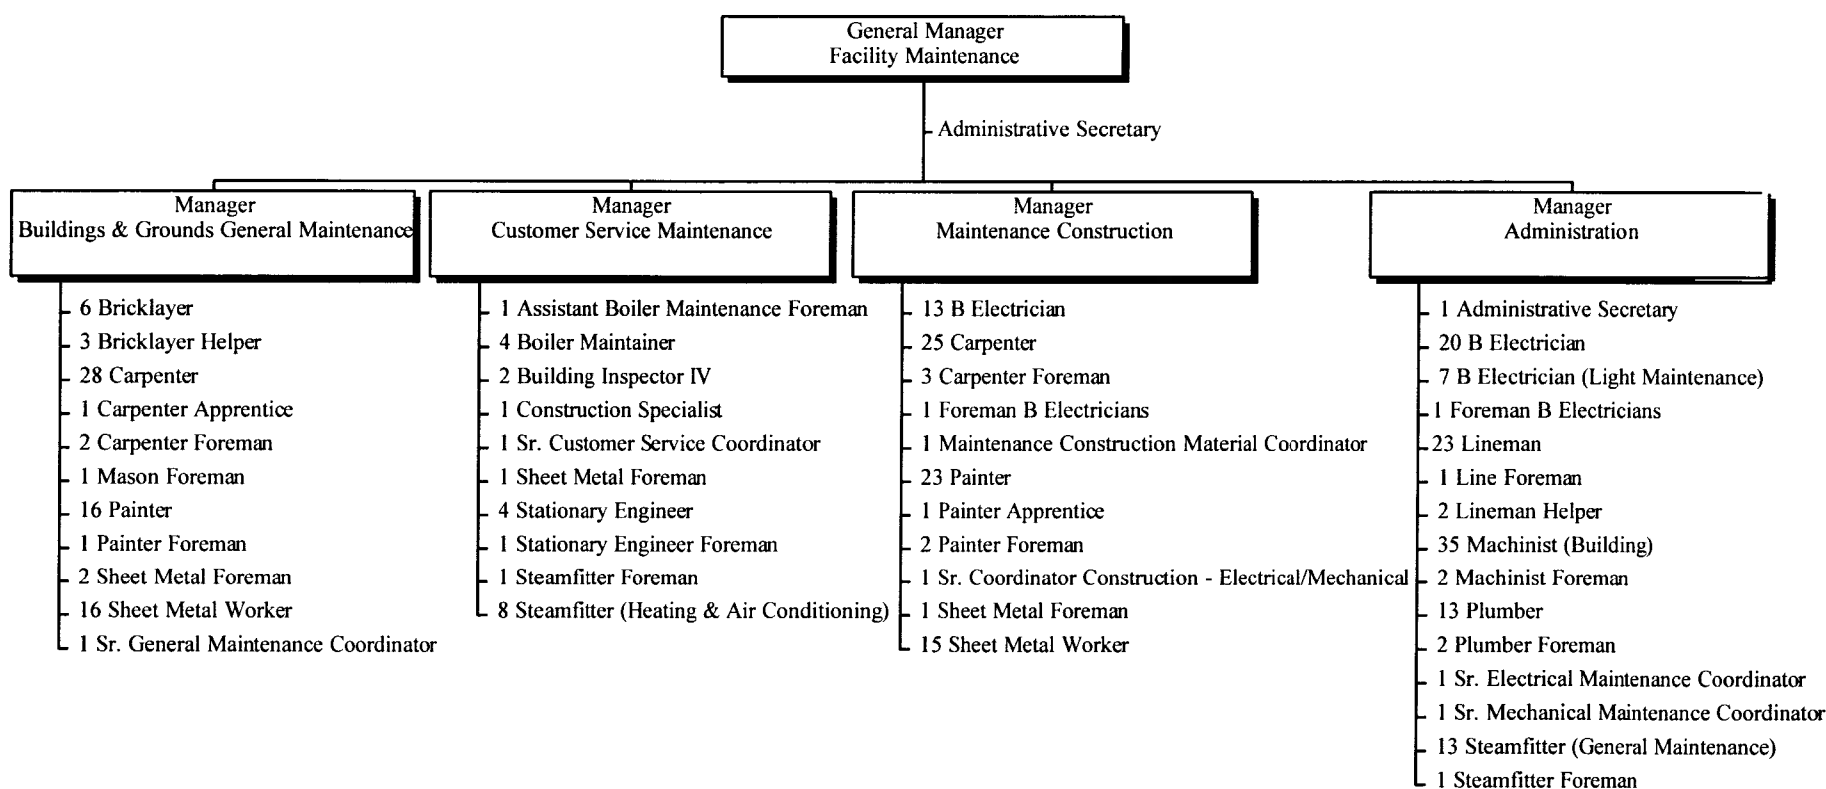 General Manager
Facility Maintenance
Administrative Secretary
Manager
Buildings & Grounds General Maintenance
6 Bricklayer
3 Bricklayer Helper
28 Carpenter
1 Carpenter Apprentice
2 Carpenter Foreman
1 Mason Foreman
16 Painter
1 Painter Foreman
2 Sheet Metal Foreman
16 Sheet Metal Worker
1 Sr. General Maintenance Coordinator
Manager
Customer Service Maintenance
1 Assistant Boiler Maintenance Foreman
4 Boiler Maintainer
2 Building Inspector IV
1 Construction Specialist
1 Sr. Customer Service Coordinator
1 Sheet Metal Foreman
4 Stationary Engineer
1 Stationary Engineer Foreman
1 Steamfitter Foreman
8 Steamfitter (Heating & Air Conditioning)
Manager
Maintenance Construction
13 B Electrician
25 Carpenter
3 Carpenter Foreman
1 Foreman B Electricians
1 Maintenance Construction Material Coordinator
23 Painter
1 Painter Apprentice
2 Painter Foreman
1 Sr. Coordinator Construction - Electrical/Mechanical
1 Sheet Metal Foreman
15 Sheet Metal Worker
Manager
Administration
1 Administrative Secretary
20 B Electrician
7 B Electrician (Light Maintenance)
1 Foreman B Electricians
23 Lineman
1 Line Foreman
2 Lineman Helper
35 Machinist (Building)
2 Machinist Foreman
13 Plumber
2 Plumber Foreman
1 Sr. Electrical Maintenance Coordinator
1 Sr. Mechanical Maintenance Coordinator
13 Steamfitter (General Maintenance)
1 Steamfitter Foreman